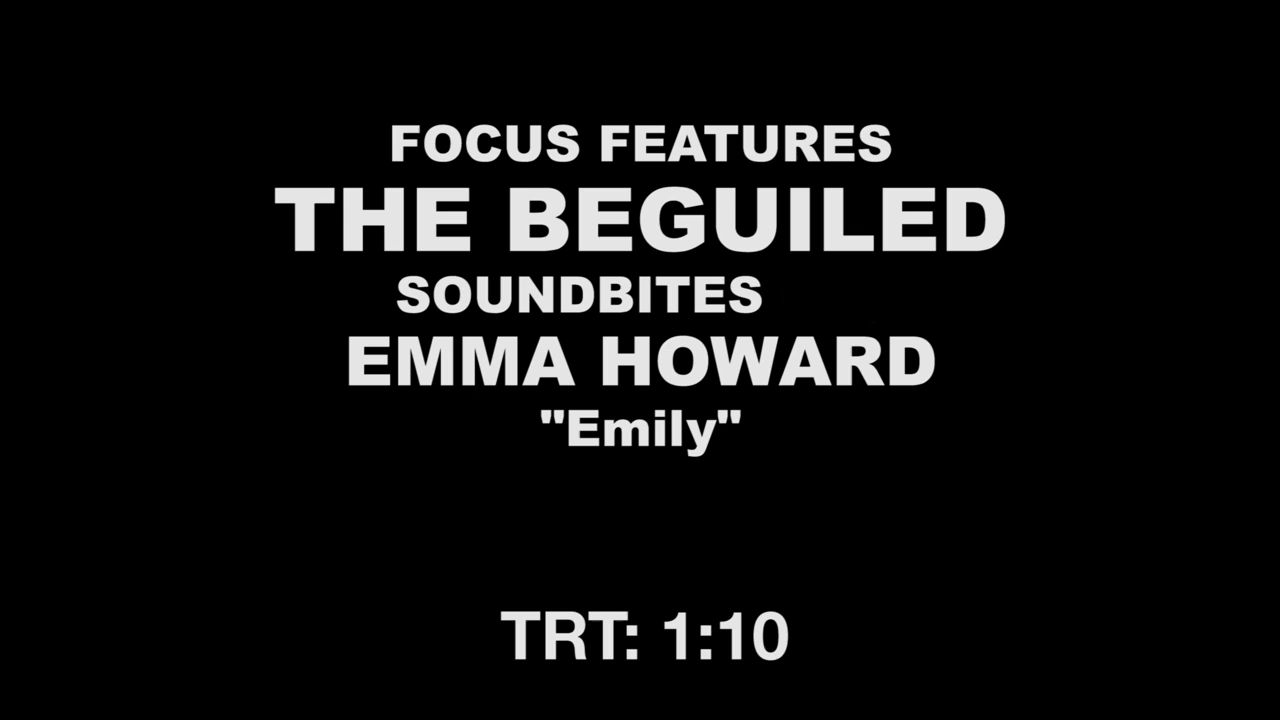 FOCUS FEATURES
THE BEGUILED
SOUNDBITES
EMMA HOWARD
"Emily"
TRT: 1:10